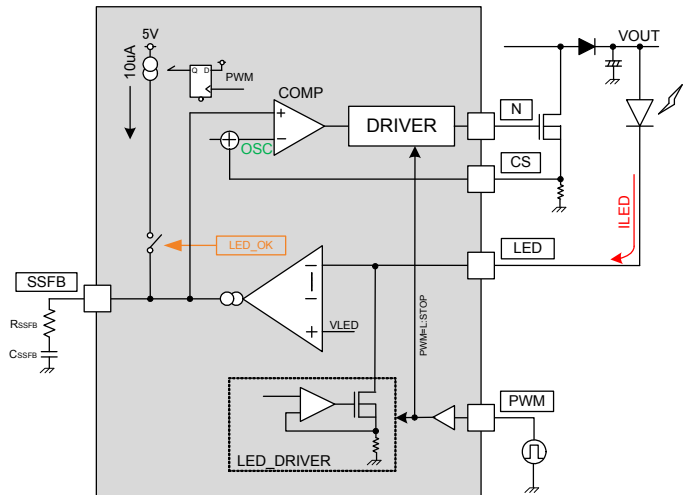 5V
10uA
Q D
PWM
COMP
VOUT
N
+
DRIVER
−
OSC
CS
ILED
LED_OK
LED
SSFB
RSSFB
VLED
+
CSSFB
PWM=L:STOP
PWM
LED_DRIVER